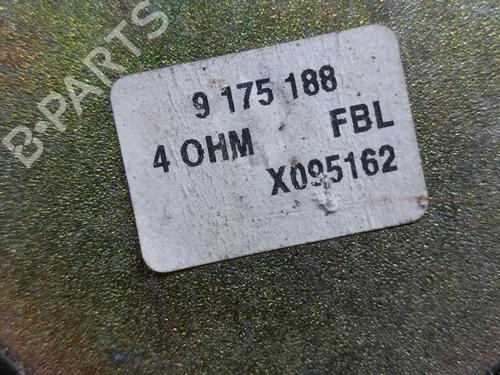 B-PARTS
9 175 188
4 OHM FBL
X095162